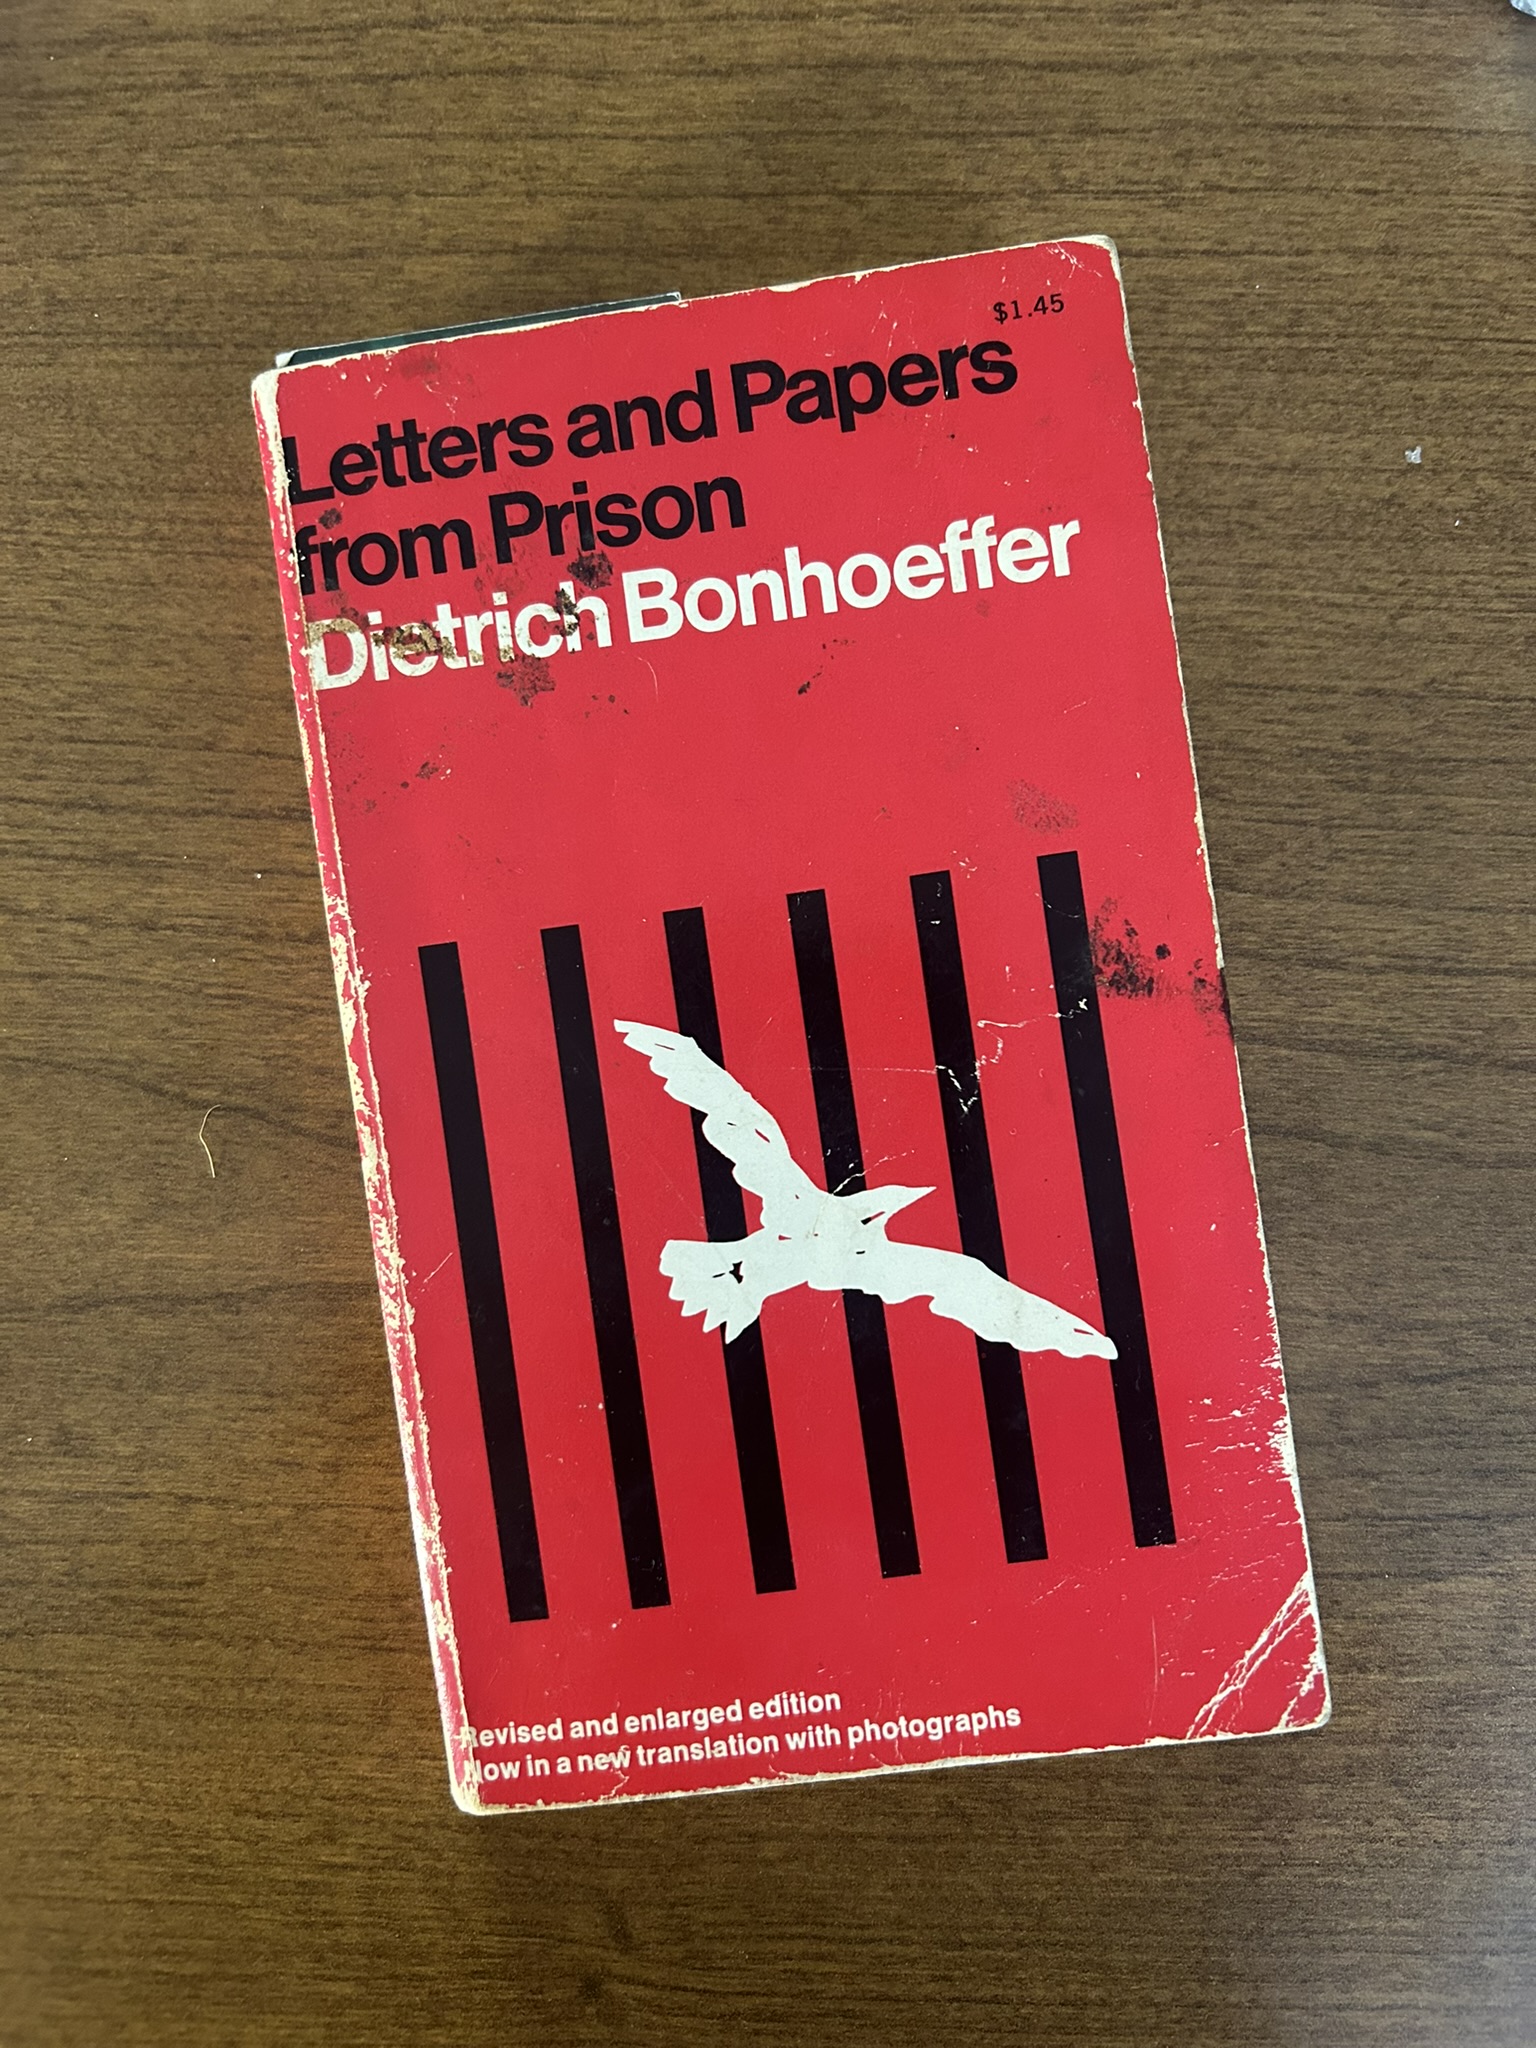 $1.45
Letters and Papers
from Prison
Dietrich Bonhoeffer
Revised and enlarged edition
Now in a new translation with photographs